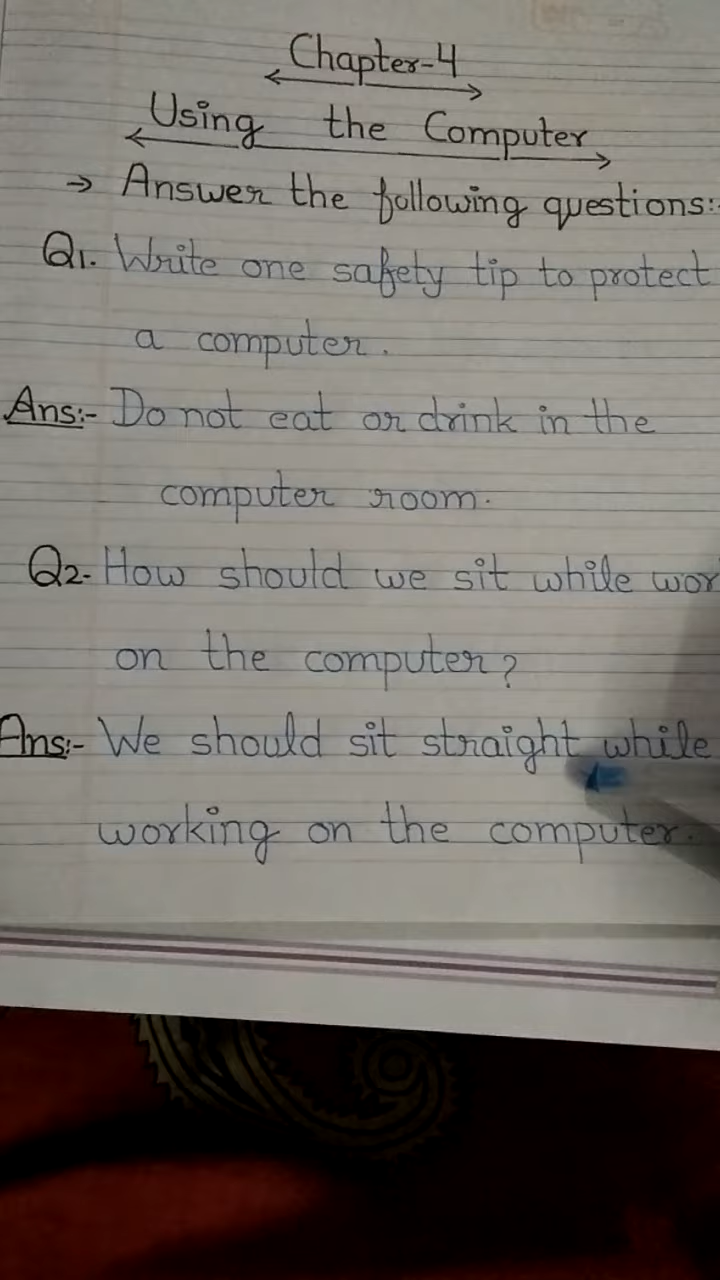 Chapter-4
Using the Computer
→ Answer the following questions:-
Q1. Write one safety tip to protect
a computer.
Ans:- Do not eat or drink in the
computer room.
Q2- How should we sit while wor
on the computer?
Ans:- We should sit straight while
working on the computer.